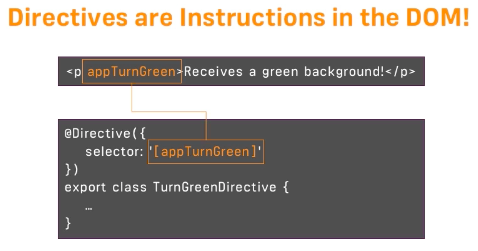 Directives are Instructions in the DOM!
<p appTurnGreen>Receives a green background!</p>
@Directive({
selector: '[appTurnGreen]'
})
export class TurnGreenDirective {
…
}